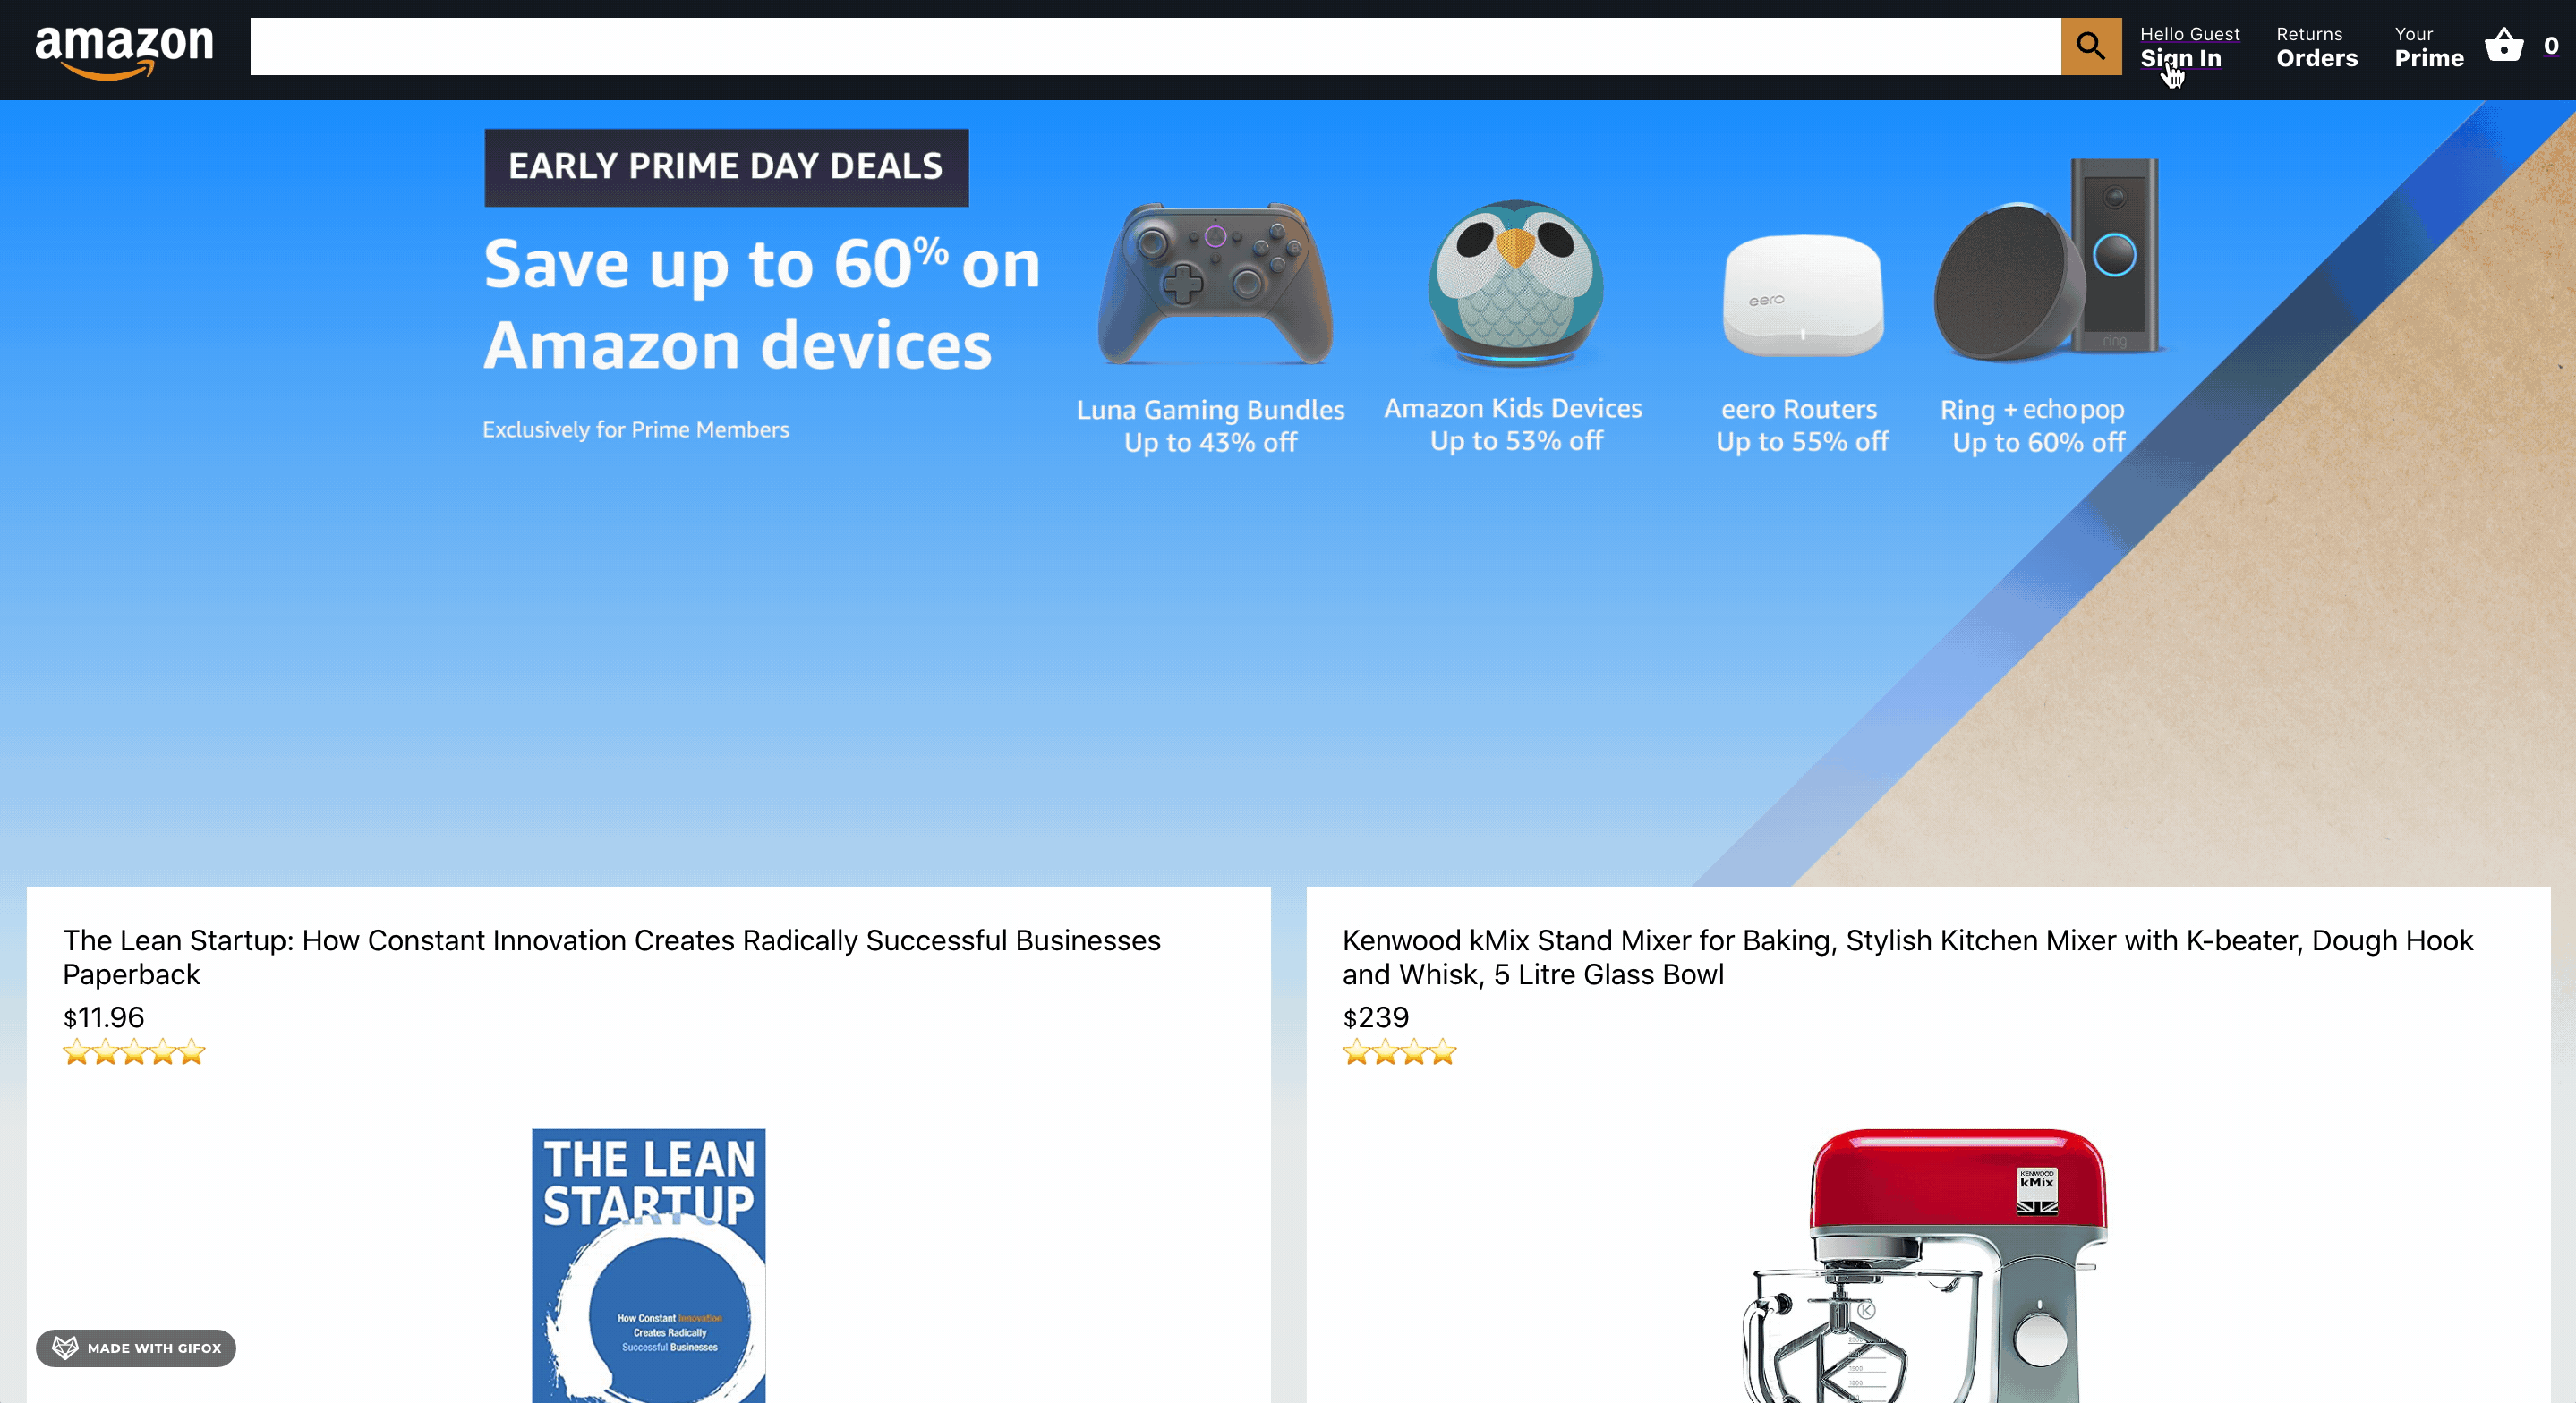 amazon
Hello Guest
Sign In
Returns
Orders
Your
Prime
0
EARLY PRIME DAY DEALS
Save up to 60% on
Amazon devices
Exclusively for Prime Members
eero
ring
Luna Gaming Bundles
Up to 43% off
Amazon Kids Devices
Up to 53% off
eero Routers
Up to 55% off
Ring + echo pop
Up to 60% off
The Lean Startup: How Constant Innovation Creates Radically Successful Businesses
Paperback
$11.96
THE LEAN
STARTUP
How Constant Innovation
Creates Radically
Successful Businesses
Kenwood kMix Stand Mixer for Baking, Stylish Kitchen Mixer with K-beater, Dough Hook
and Whisk, 5 Litre Glass Bowl
$239
KENWOOD
kMix
K
1500
MADE WITH GIFOX